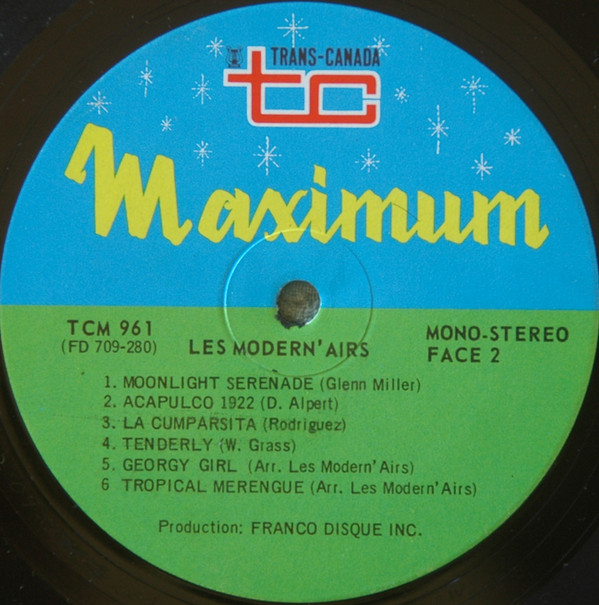 TRANS-CANADA
tc
Maximum
TCM 961
(FD 709-280)
LES MODERN'AIRS
MONO-STEREO
FACE 2
1. MOONLIGHT SERENADE (Glenn Miller)
2. ACAPULCO 1922 (D. Alpert)
3. LA CUMPARSITA (Rodriguez)
4. TENDERLY (W. Grass)
5. GEORGY GIRL (Arr. Les Modern'Airs)
6 TROPICAL MERENGUE (Arr. Les Modern'Airs)
Production: FRANCO DISQUE INC.